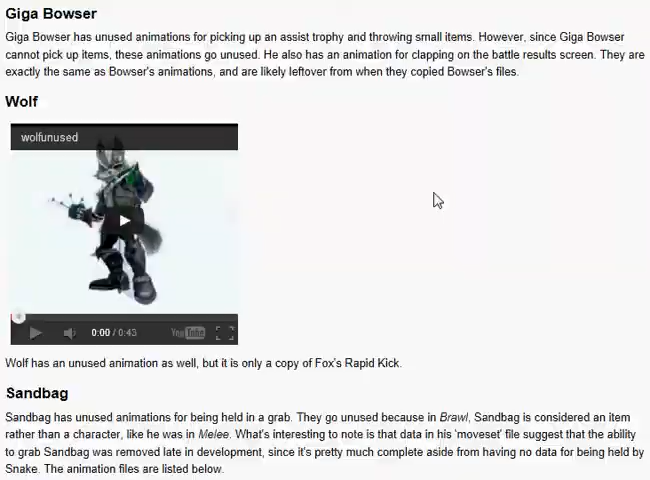 Giga Bowser
Giga Bowser has unused animations for picking up an assist trophy and throwing small items. However, since Giga Bowser
cannot pick up items, these animations go unused. He also has an animation for clapping on the battle results screen. They are
exactly the same as Bowser's animations, and are likely leftover from when they copied Bowser's files.
Wolf
wolfunused
0:00 / 0:43
YouTube
Wolf has an unused animation as well, but it is only a copy of Fox's Rapid Kick.
Sandbag
Sandbag has unused animations for being held in a grab. They go unused because in Brawl, Sandbag is considered an item
rather than a character, like he was in Melee. What's interesting to note is that data in his 'moveset' file suggest that the ability
to grab Sandbag was removed late in development, since it's pretty much complete aside from having no data for being held by
Snake. The animation files are listed below.